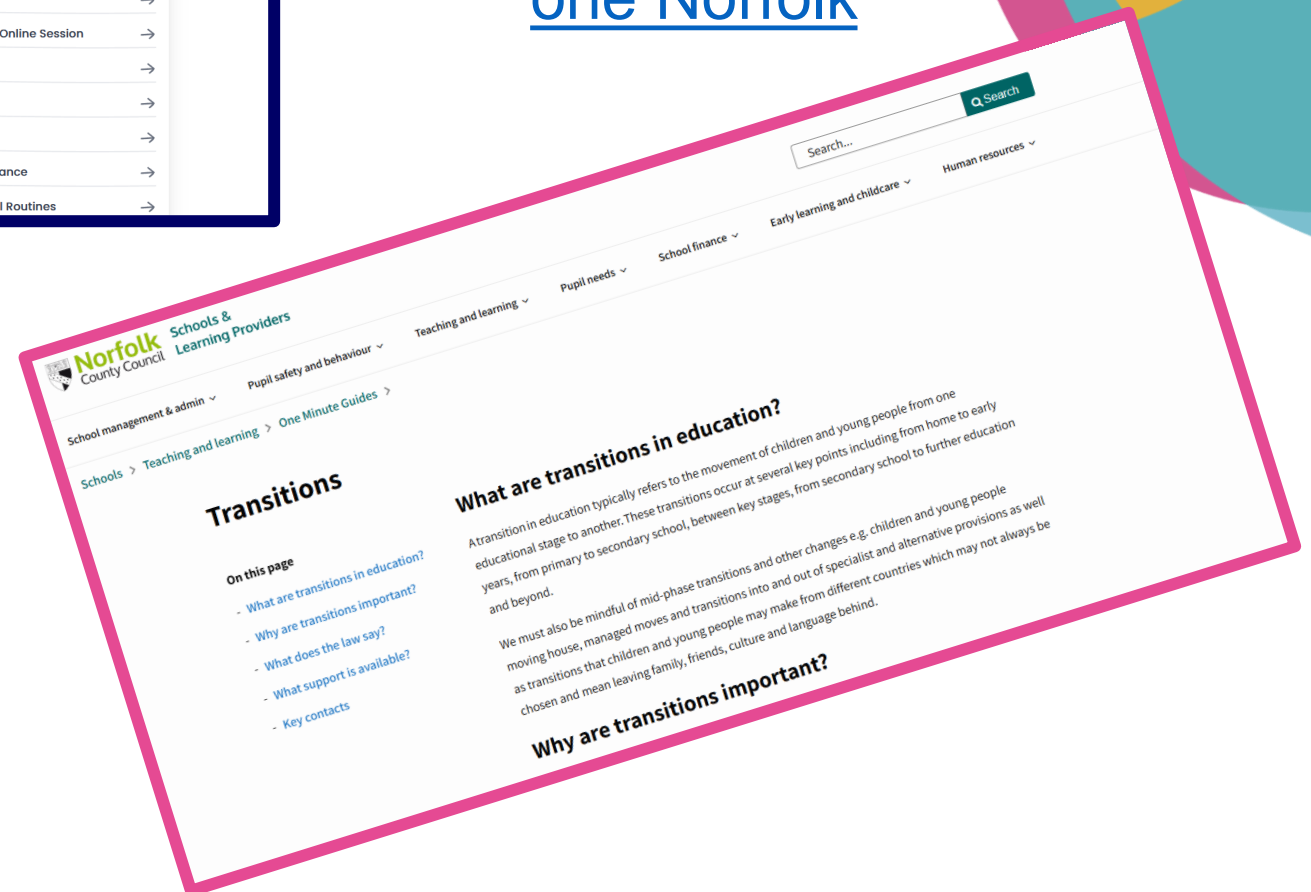 one Norfolk
Online Session
ance
l Routines
Search...
Search
Norfolk
County Council
Schools &
Learning Providers
School management & admin
Pupil safety and behaviour
Teaching and learning
Pupil needs
School finance
Early learning and childcare
Human resources
Schools > Teaching and learning > One Minute Guides >
Transitions
On this page
- What are transitions in education?
- Why are transitions important?
- What does the law say?
- What support is available?
- Key contacts
What are transitions in education?
A transition in education typically refers to the movement of children and young people from one
educational stage to another. These transitions occur at several key points including from home to early
years, from primary to secondary school, between key stages, from secondary school to further education
and beyond.
We must also be mindful of mid-phase transitions and other changes e.g. children and young people
moving house, managed moves and transitions into and out of specialist and alternative provisions as well
as transitions that children and young people may make from different countries which may not always be
chosen and mean leaving family, friends, culture and language behind.
Why are transitions important?